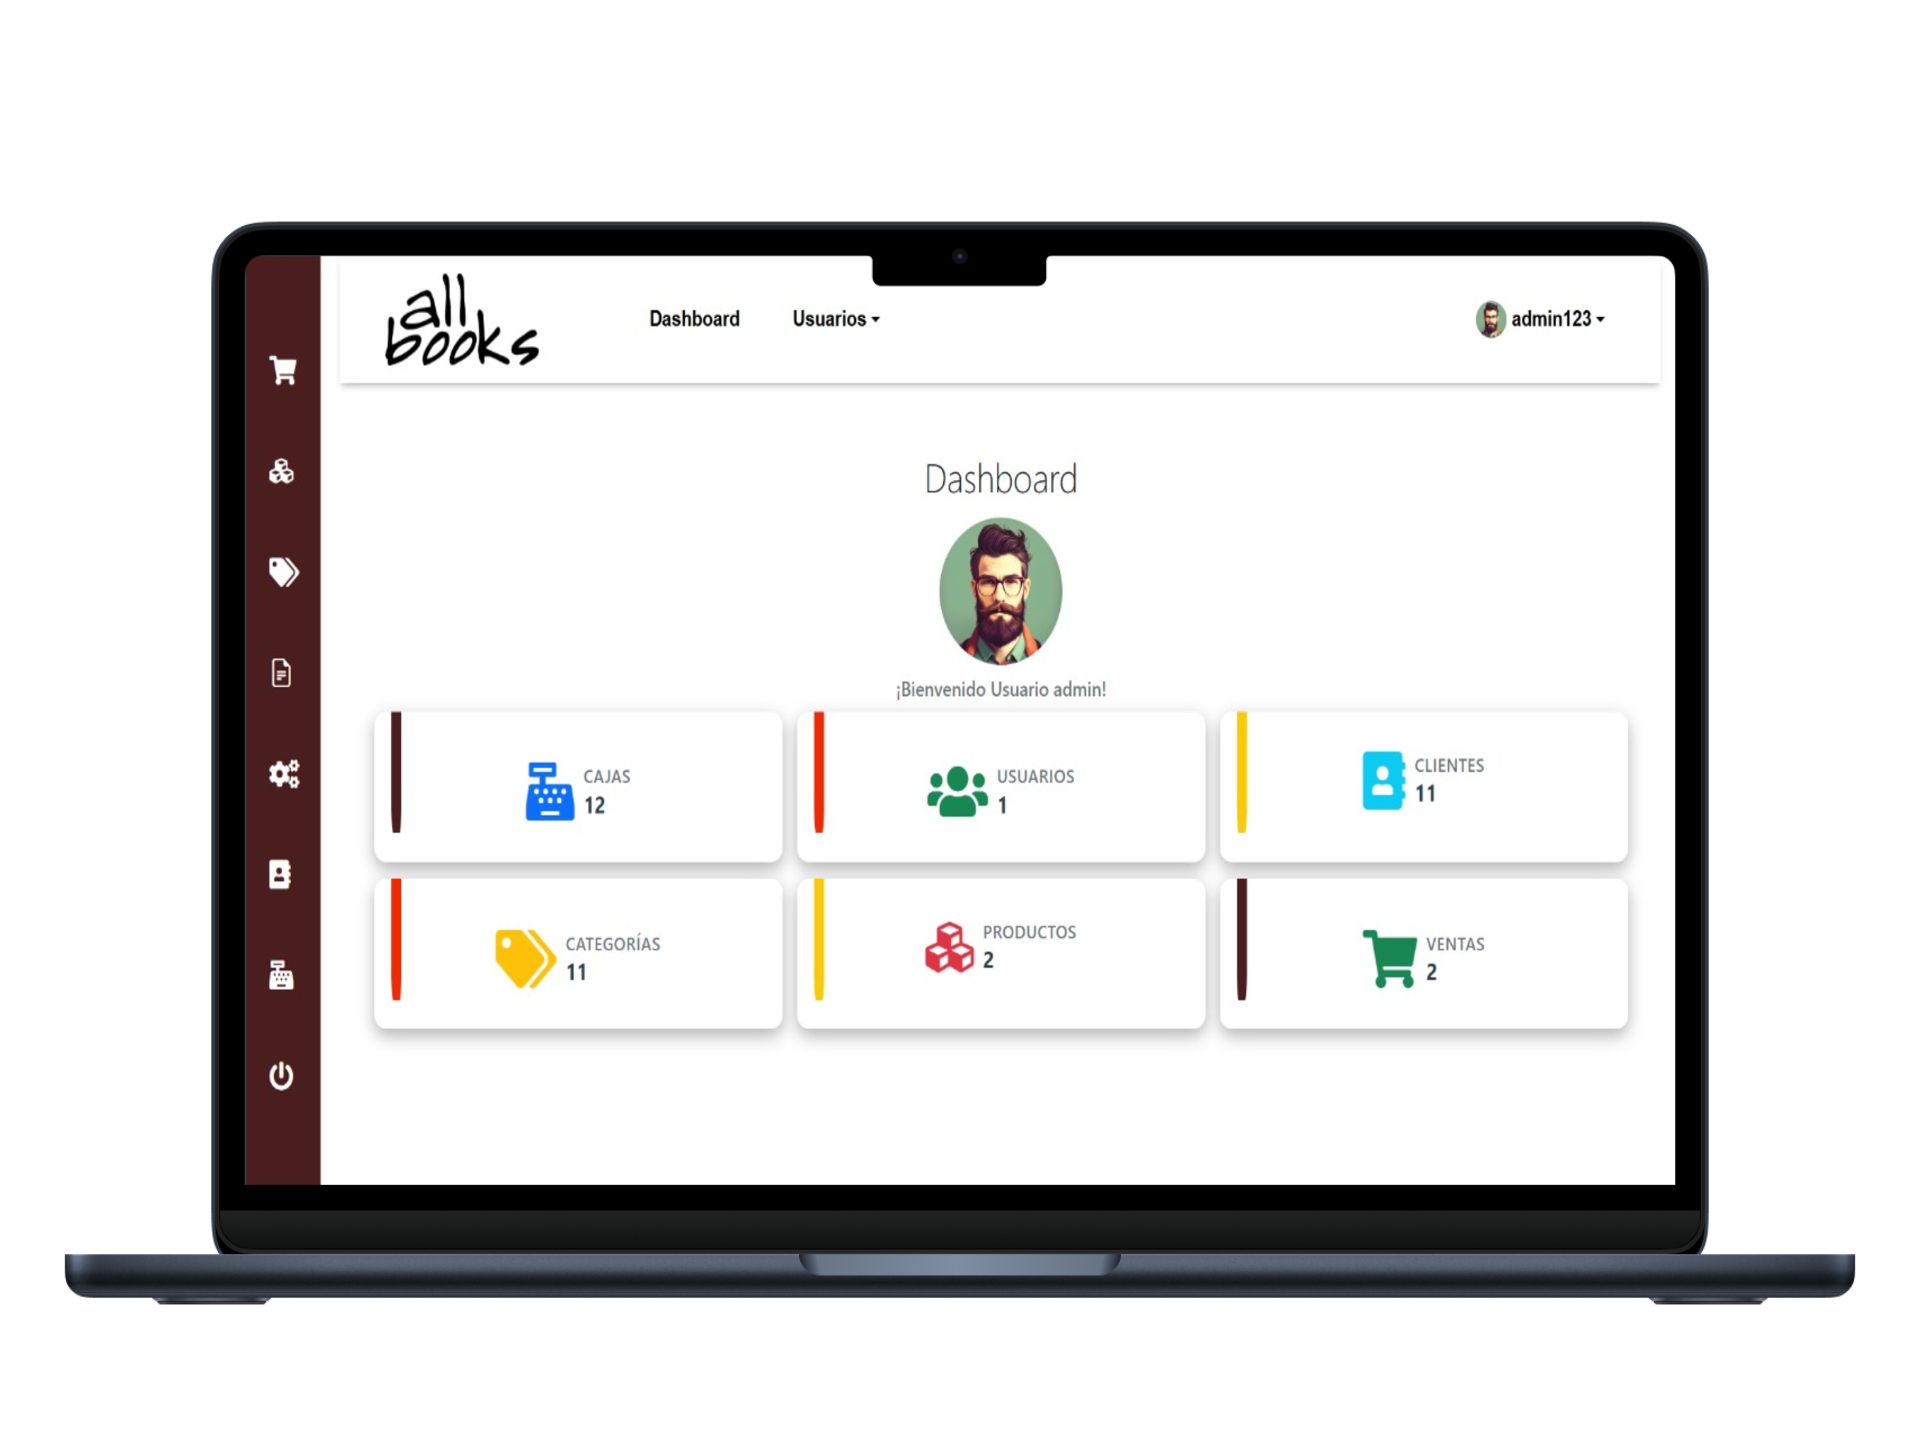 all
books
Dashboard
Usuarios
admin123
Dashboard
¡Bienvenido Usuario admin!
CAJAS
12
USUARIOS
1
CLIENTES
11
CATEGORÍAS
11
PRODUCTOS
2
VENTAS
2